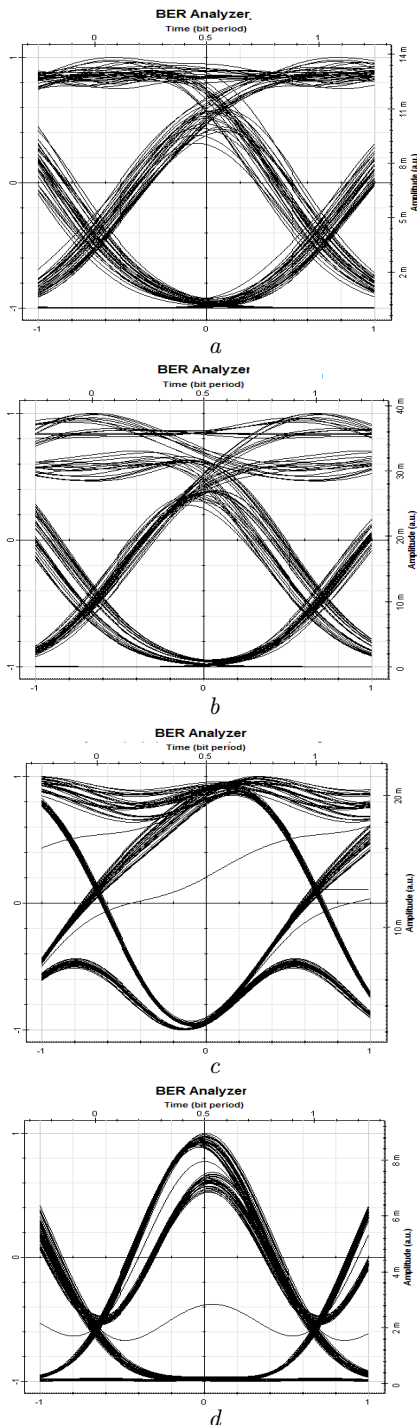 BER Analyzer
Time (bit period)
0 0.5 1
1
0
-1
-1 0 1
14 m
11 m
8 m
5 m
2 m
Amplitude (a.u.)
a
BER Analyzer
Time (bit period)
0 0.5 1
1
0
-1
-1 0 1
40 m
30 m
20 m
10 m
0
Amplitude (a.u.)
b
BER Analyzer
Time (bit period)
0 0.5 1
1
0
-1
-1 0 1
20 m
10 m
Amplitude (a.u.)
c
BER Analyzer
Time (bit period)
0 0.5 1
1
0
-1
-1 0 1
8 m
6 m
4 m
2 m
0
Amplitude (a.u.)
d